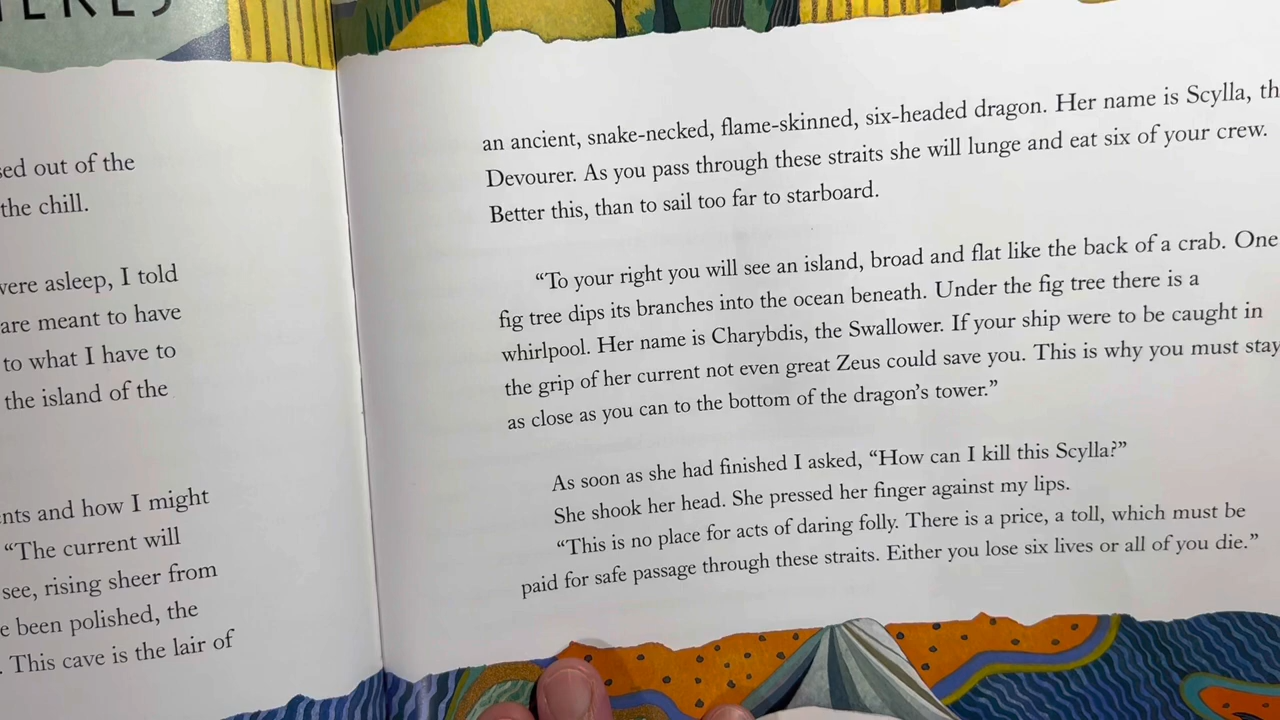 sed out of the
the chill.
were asleep, I told
are meant to have
to what I have to
the island of the
nts and how I might
“The current will
see, rising sheer from
e been polished, the
. This cave is the lair of
an ancient, snake-necked, flame-skinned, six-headed dragon. Her name is Scylla, th
Devourer. As you pass through these straits she will lunge and eat six of your crew.
Better this, than to sail too far to starboard.
“To your right you will see an island, broad and flat like the back of a crab. One
fig tree dips its branches into the ocean beneath. Under the fig tree there is a
whirlpool. Her name is Charybdis, the Swallower. If your ship were to be caught in
the grip of her current not even great Zeus could save you. This is why you must stay
as close as you can to the bottom of the dragon’s tower.”
As soon as she had finished I asked, “How can I kill this Scylla?”
She shook her head. She pressed her finger against my lips.
“This is no place for acts of daring folly. There is a price, a toll, which must be
paid for safe passage through these straits. Either you lose six lives or all of you die.”